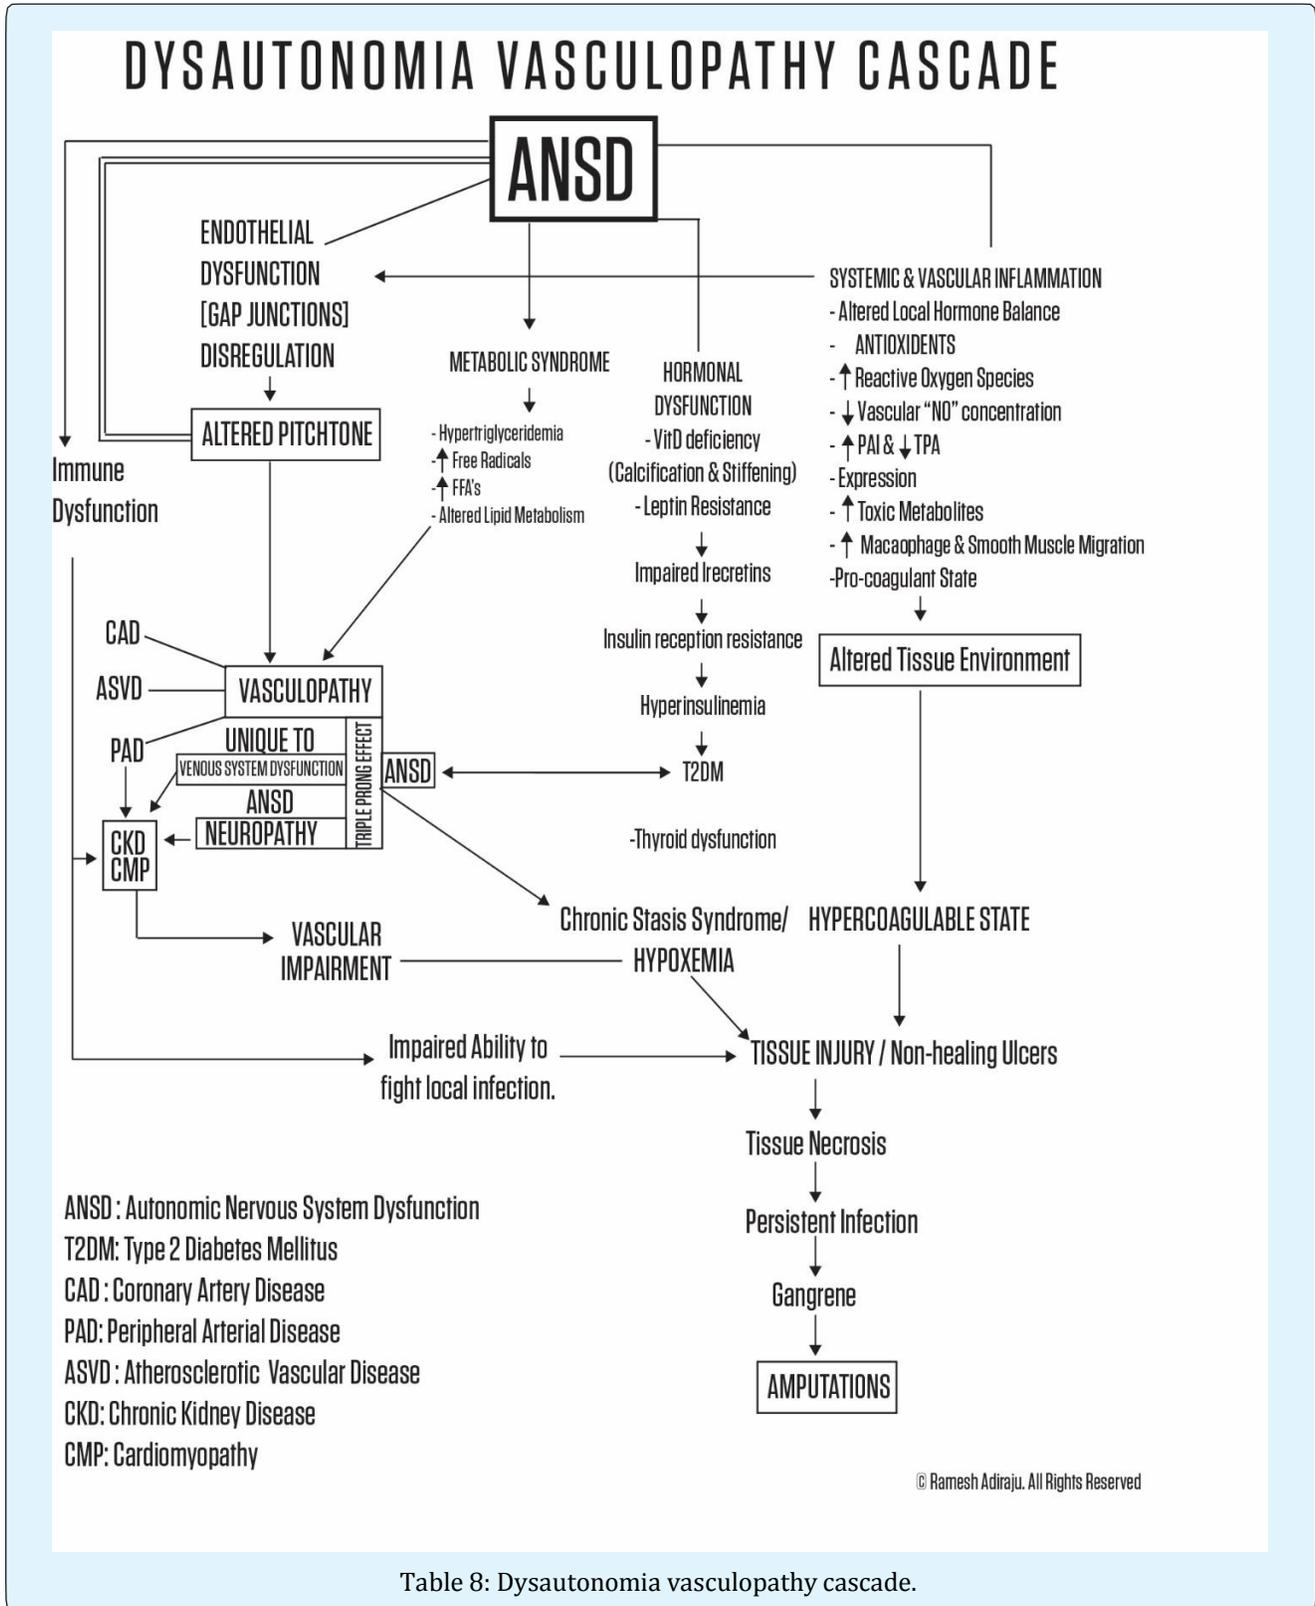 DYSAUTONOMIA VASCULOPATHY CASCADE
ANSD
ENDOTHELIAL
DYSFUNCTION
[GAP JUNCTIONS]
DISREGULATION
ALTERED PITCHTONE
Immune
Dysfunction
METABOLIC SYNDROME
- Hypertriglyceridemia
-↑ Free Radicals
-↑ FFA's
- Altered Lipid Metabolism
HORMONAL
DYSFUNCTION
- VitD deficiency
(Calcification & Stiffening)
- Leptin Resistance
Impaired Irecretins
Insulin reception resistance
Hyperinsulinemia
T2DM
-Thyroid dysfunction
SYSTEMIC & VASCULAR INFLAMMATION
- Altered Local Hormone Balance
- ANTIOXIDENTS
- ↑ Reactive Oxygen Species
- ↓ Vascular “NO” concentration
- ↑ PAI & ↓ TPA
- Expression
- ↑ Toxic Metabolites
- ↑ Macaophage & Smooth Muscle Migration
-Pro-coagulant State
Altered Tissue Environment
CAD
ASVD
PAD
VASCULOPATHY
UNIQUE TO
VENOUS SYSTEM DYSFUNCTION
ANSD
NEUROPATHY
TRIPLE PRONG EFFECT
ANSD
CKD
CMP
VASCULAR
IMPAIRMENT
Chronic Stasis Syndrome/
HYPOXEMIA
HYPERCOAGULABLE STATE
Impaired Ability to
fight local infection.
TISSUE INJURY / Non-healing Ulcers
Tissue Necrosis
Persistent Infection
Gangrene
AMPUTATIONS
ANSD : Autonomic Nervous System Dysfunction
T2DM: Type 2 Diabetes Mellitus
CAD : Coronary Artery Disease
PAD: Peripheral Arterial Disease
ASVD : Atherosclerotic Vascular Disease
CKD: Chronic Kidney Disease
CMP: Cardiomyopathy
© Ramesh Adiraju. All Rights Reserved
Table 8: Dysautonomia vasculopathy cascade.